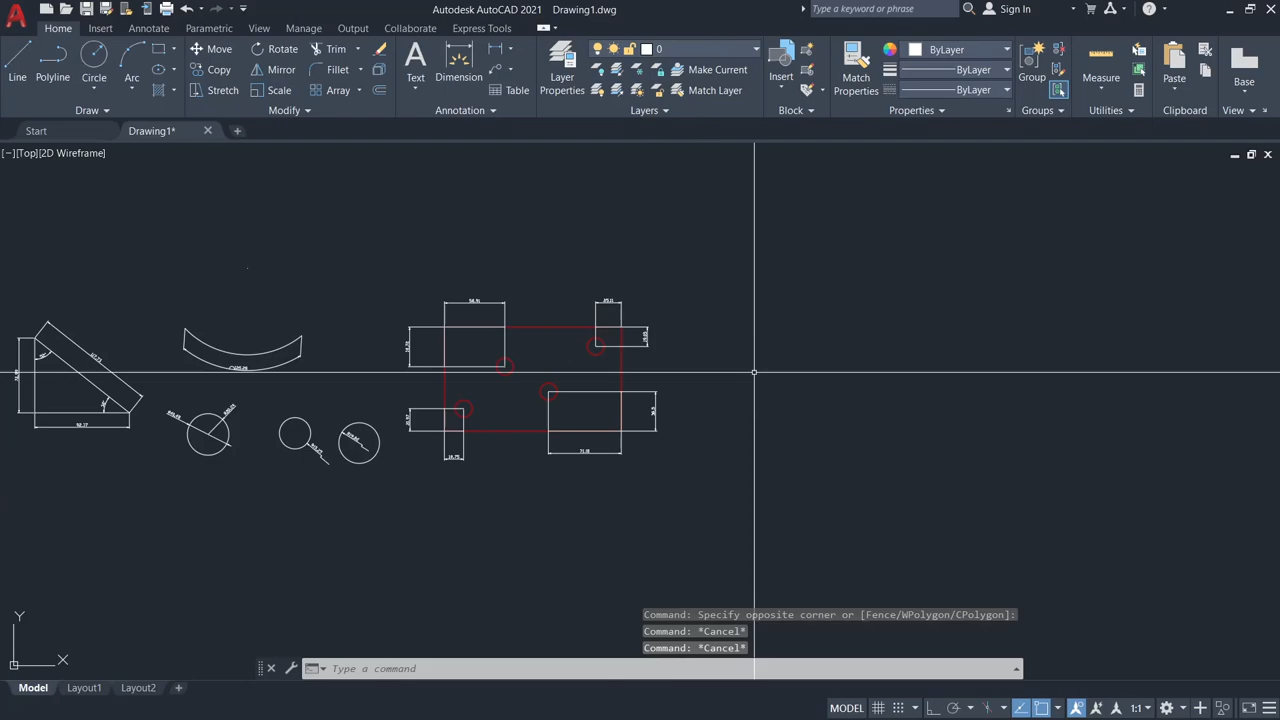 Autodesk AutoCAD 2021 Drawing1.dwg
Type a keyword or phrase
Sign In
Home Insert Annotate Parametric View Manage Output Collaborate Express Tools
Line
Polyline
Circle
Arc
Move
Rotate
Trim
Copy
Mirror
Fillet
Stretch
Scale
Array
Text
Dimension
Table
Layer
Properties
0
Make Current
Match Layer
Insert
Match
Properties
ByLayer
ByLayer
ByLayer
Group
Measure
Paste
Base
Draw
Modify
Annotation
Layers
Block
Properties
Groups
Utilities
Clipboard
View
Start
Drawing1*
[−][Top][2D Wireframe]
Y
X
Command: Specify opposite corner or [Fence/WPolygon/CPolygon]:
Command: *Cancel*
Command: *Cancel*
Type a command
Model Layout1 Layout2
MODEL
1:1